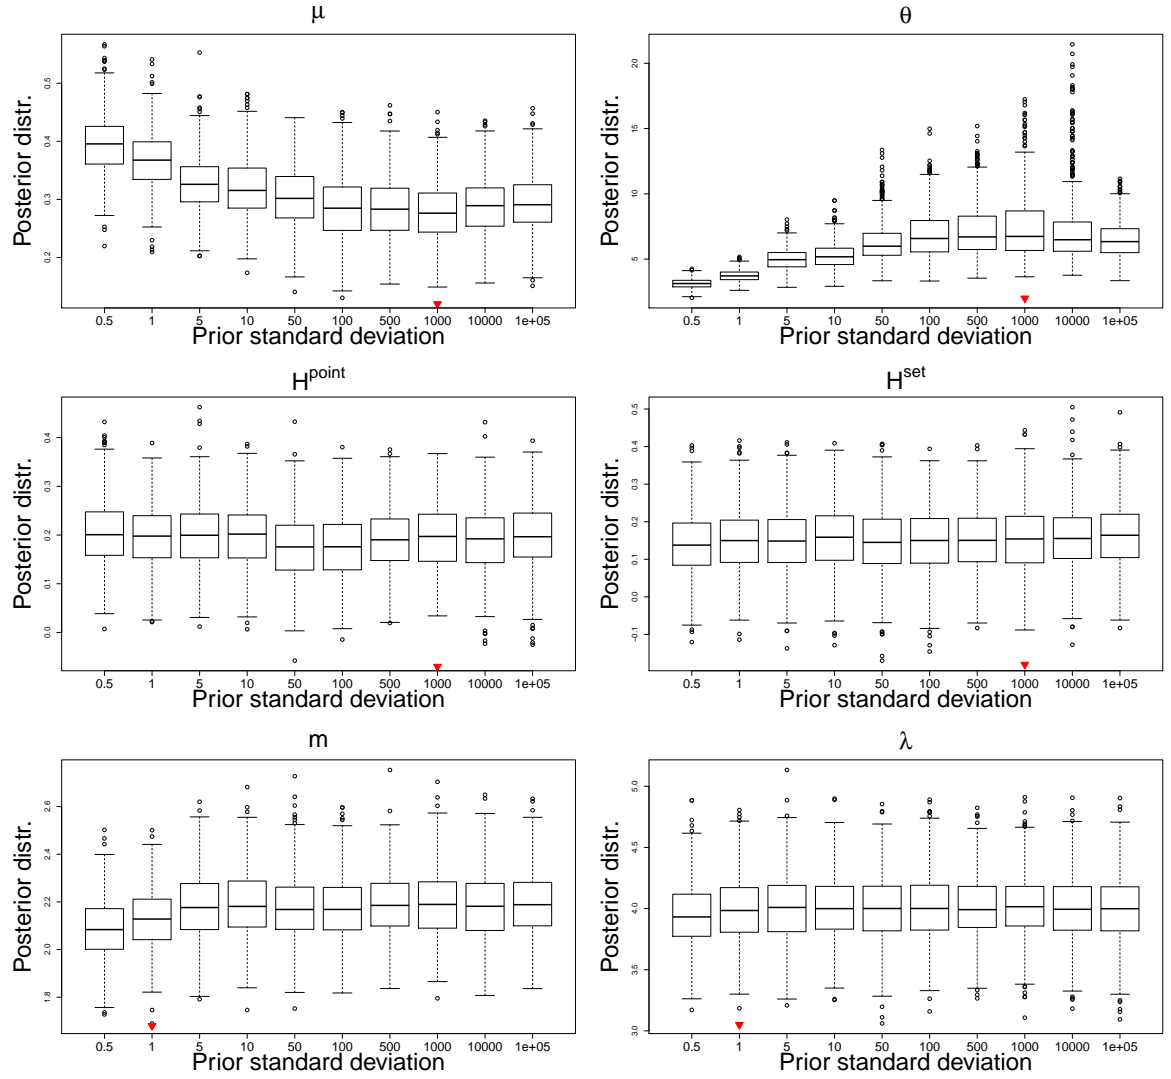 μ
Posterior distr.
0.2 0.3 0.4 0.5
0.5 1 5 10 50 100 500 1000 10000 1e+05
Prior standard deviation
θ
Posterior distr.
5 10 15 20
0.5 1 5 10 50 100 500 1000 10000 1e+05
Prior standard deviation
H^point
Posterior distr.
0.0 0.1 0.2 0.3 0.4
0.5 1 5 10 50 100 500 1000 10000 1e+05
Prior standard deviation
H^set
Posterior distr.
-0.1 0.0 0.1 0.2 0.3 0.4 0.5
0.5 1 5 10 50 100 500 1000 10000 1e+05
Prior standard deviation
m
Posterior distr.
1.8 2.0 2.2 2.4 2.6
0.5 1 5 10 50 100 500 1000 10000 1e+05
Prior standard deviation
λ
Posterior distr.
3.0 3.5 4.0 4.5 5.0
0.5 1 5 10 50 100 500 1000 10000 1e+05
Prior standard deviation